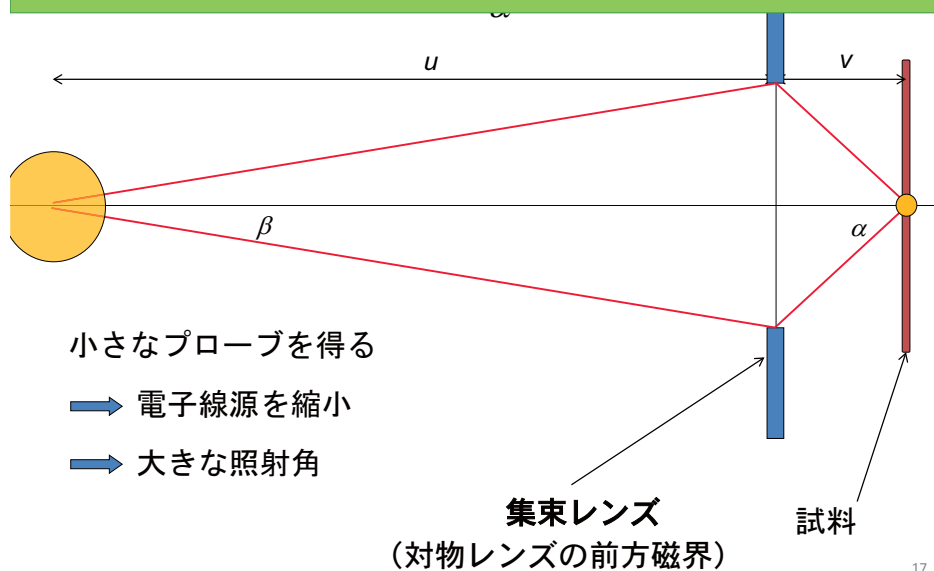 u
v
β
α
小さなプローブを得る
電子線源を縮小
大きな照射角
集束レンズ
（対物レンズの前方磁界）
試料
17